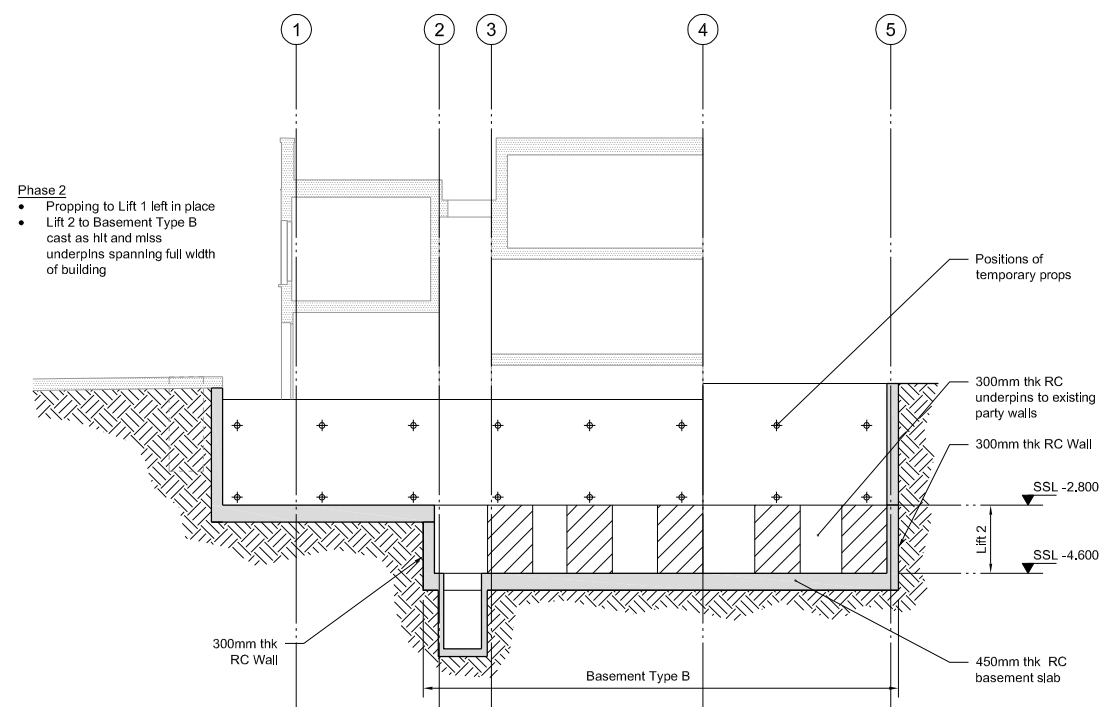 1
2
3
4
5
Phase 2
• Propping to Lift 1 left in place
• Lift 2 to Basement Type B
cast as hit and miss
underpins spanning full width
of building
Positions of
temporary props
300mm thk RC
underpins to existing
party walls
300mm thk RC Wall
SSL -2.800
Lift 2
SSL -4.600
300mm thk
RC Wall
450mm thk RC
basement slab
Basement Type B